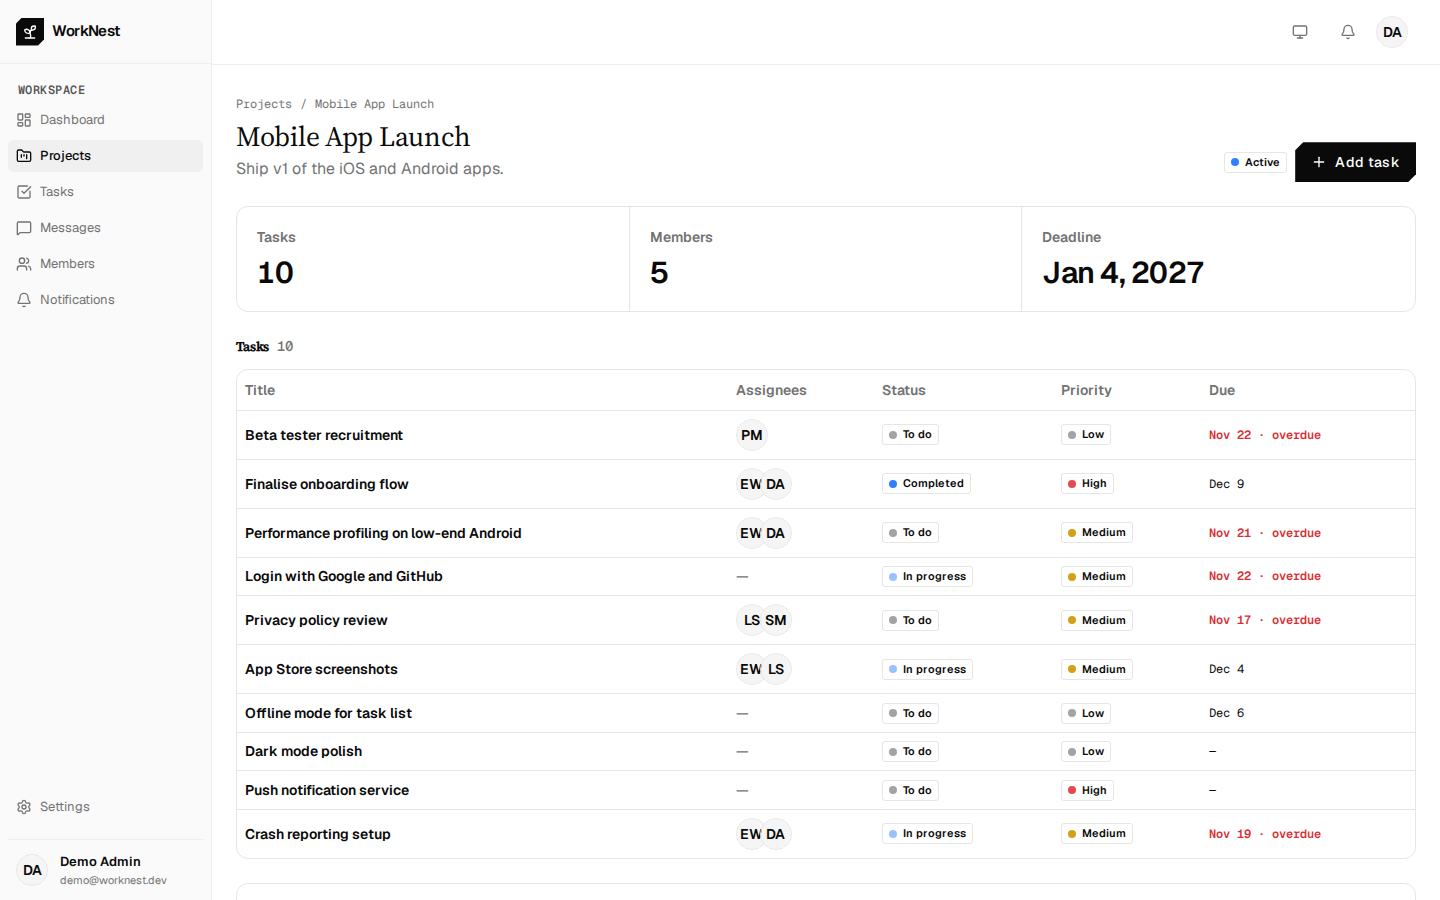 WorkNest
DA
WORKSPACE
Dashboard
Projects
Tasks
Messages
Members
Notifications
Settings
DA
Demo Admin
demo@worknest.dev
Projects / Mobile App Launch
Mobile App Launch
Ship v1 of the iOS and Android apps.
Active
+ Add task
Tasks
10
Members
5
Deadline
Jan 4, 2027
Tasks 10
Title Assignees Status Priority Due
Beta tester recruitment PM To do Low Nov 22 · overdue
Finalise onboarding flow EW DA Completed High Dec 9
Performance profiling on low-end Android EW DA To do Medium Nov 21 · overdue
Login with Google and GitHub — In progress Medium Nov 22 · overdue
Privacy policy review LS SM To do Medium Nov 17 · overdue
App Store screenshots EW LS In progress Medium Dec 4
Offline mode for task list — To do Low Dec 6
Dark mode polish — To do Low —
Push notification service — To do High —
Crash reporting setup EW DA In progress Medium Nov 19 · overdue